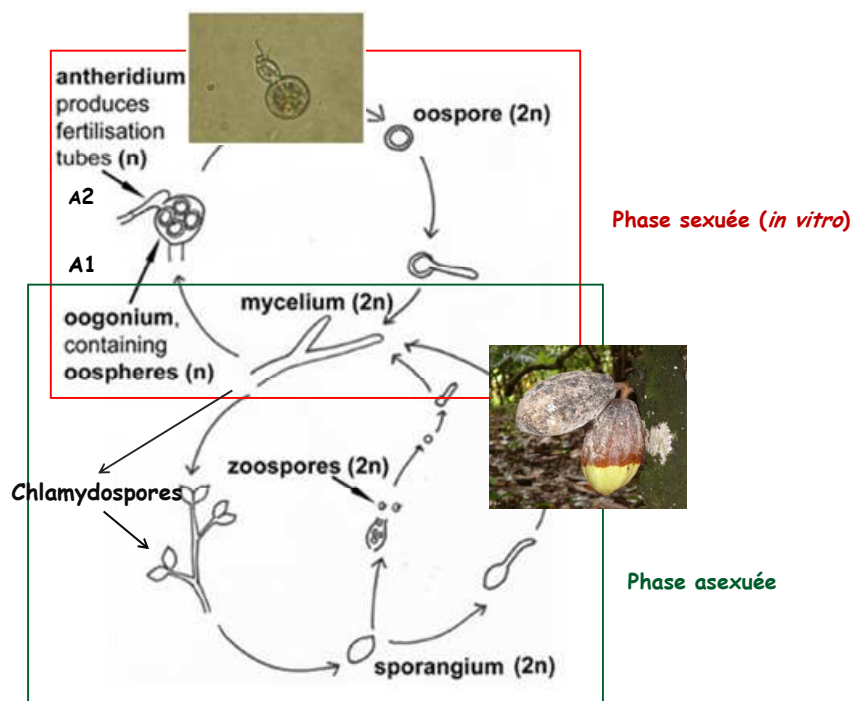 antheridium
produces
fertilisation
tubes (n)
oospore (2n)
A2
Phase sexuée (in vitro)
A1
mycelium (2n)
oogonium,
containing
oospheres (n)
zoospores (2n)
Chlamydospores
Phase asexuée
sporangium (2n)